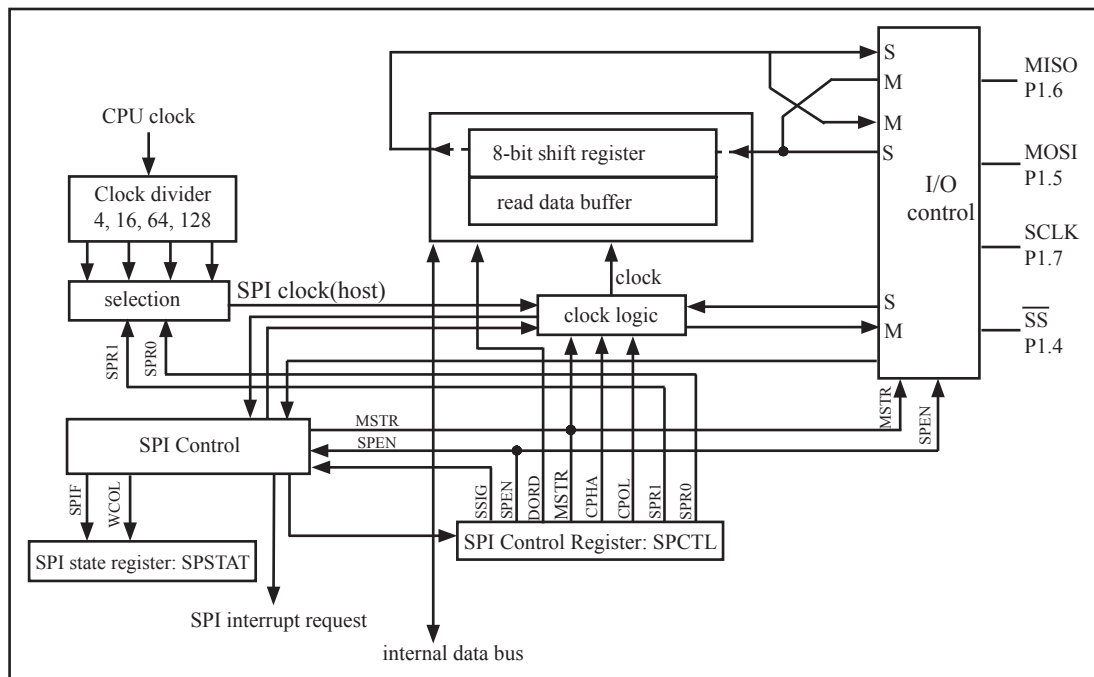 S
MISO
P1.6
M
CPU clock
M
8-bit shift register
S
MOSI
P1.5
Clock divider
4, 16, 64, 128
I/O
control
read data buffer
SCLK
P1.7
clock
selection
SPI clock(host)
S
clock logic
SS
P1.4
M
SPR1
SPR0
MSTR
SPEN
MSTR
SPI Control
SPEN
SPIF
WCOL
SSIG
SPEN
DORD
MSTR
CPHA
CPOL
SPR1
SPR0
SPI Control Register: SPCTL
SPI state register: SPSTAT
SPI interrupt request
internal data bus